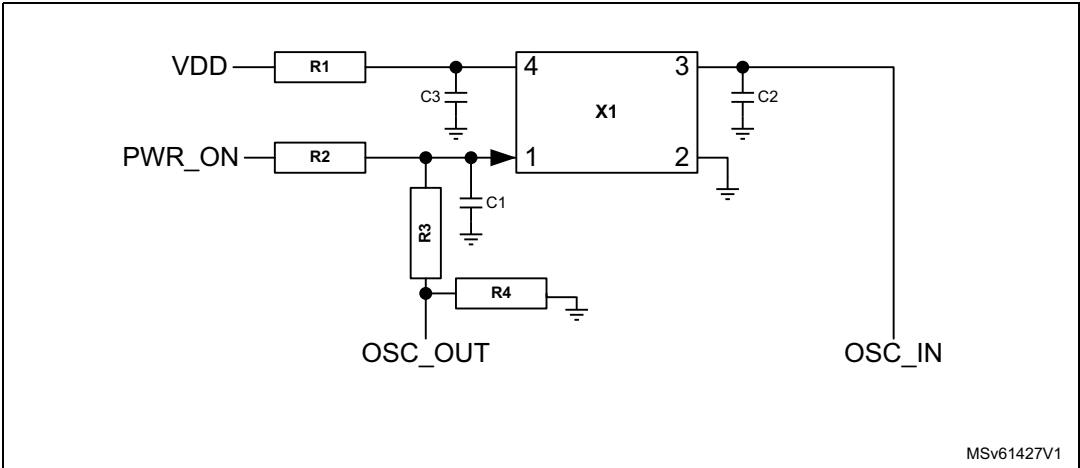 VDD
R1
4
3
C3
C2
X1
PWR_ON
R2
1
2
C1
R3
R4
OSC_OUT
OSC_IN
MSv61427V1